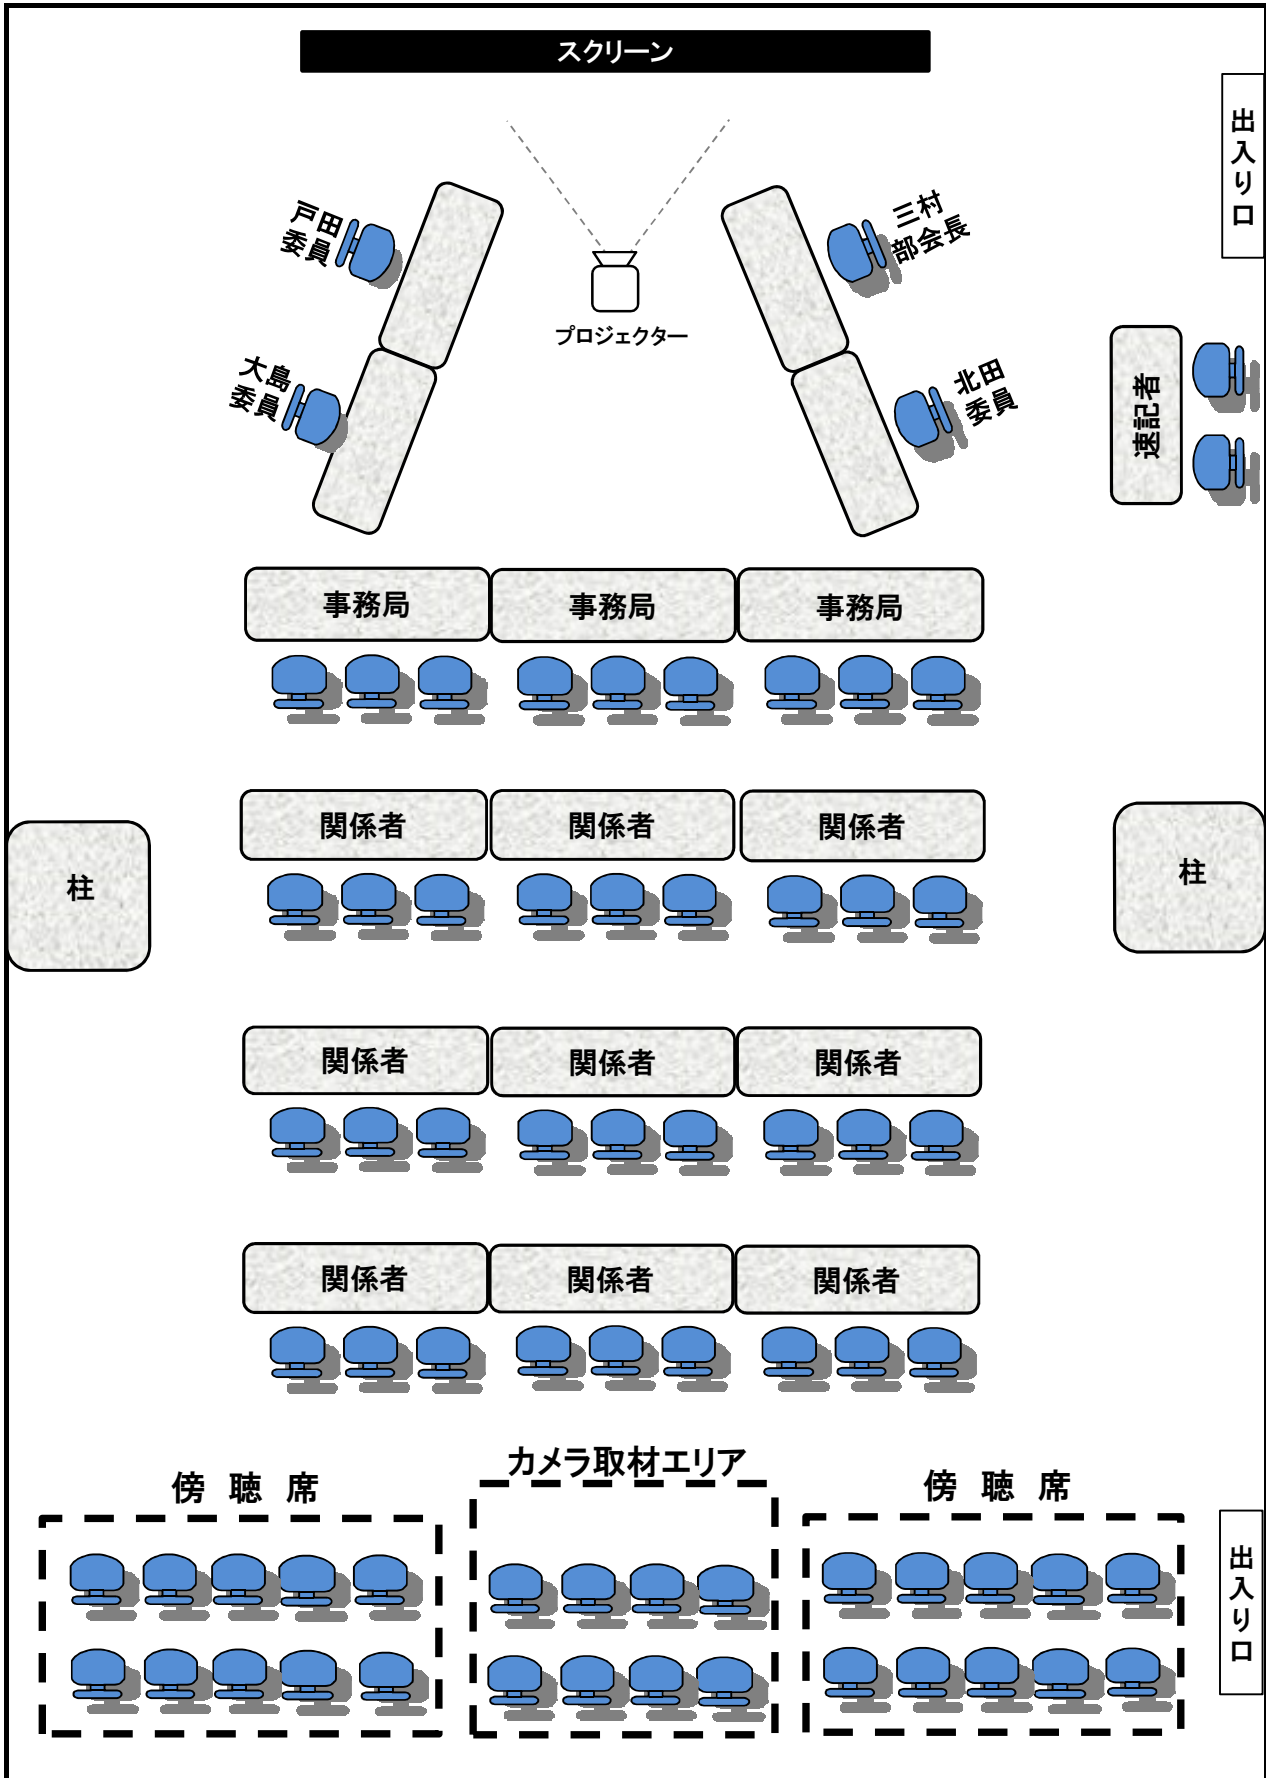 スクリーン
出入り口
戸田
委員
三村
部会長
プロジェクター
大島
委員
北田
委員
速記者
事務局
事務局
事務局
関係者
関係者
関係者
柱
柱
関係者
関係者
関係者
関係者
関係者
関係者
カメラ取材エリア
傍 聴 席
傍 聴 席
出入り口